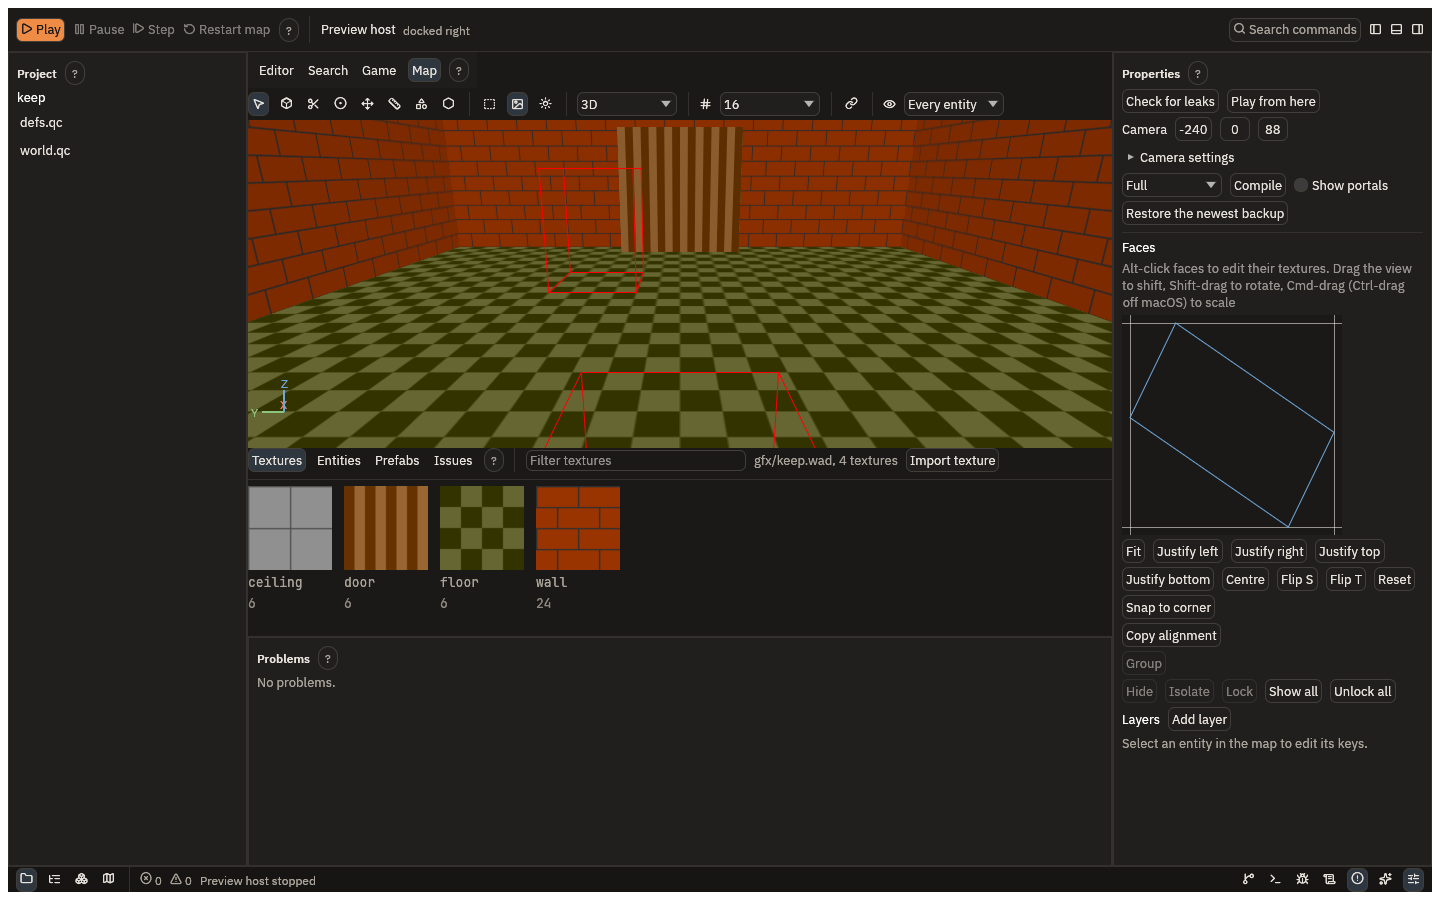 Play Pause Step Restart map ? Preview host docked right Search commands
Project ?
keep
defs.qc
world.qc
Editor Search Game Map ?
3D 16 Every entity
Z
Y X
Textures Entities Prefabs Issues ? Filter textures gfx/keep.wad, 4 textures Import texture
ceiling door floor wall
6 6 6 24
Problems ?
No problems.
Properties ?
Check for leaks Play from here
Camera -240 0 88
Camera settings
Full Compile Show portals
Restore the newest backup
Faces
Alt-click faces to edit their textures. Drag the view
to shift, Shift-drag to rotate, Cmd-drag (Ctrl-drag
off macOS) to scale
Fit Justify left Justify right Justify top
Justify bottom Centre Flip S Flip T Reset
Snap to corner
Copy alignment
Group
Hide Isolate Lock Show all Unlock all
Layers Add layer
Select an entity in the map to edit its keys.
0 0 Preview host stopped